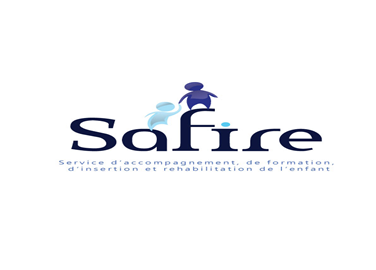 Safire
Service d'accompagnement, de formation,
d'insertion et rehabilitation de l'enfant